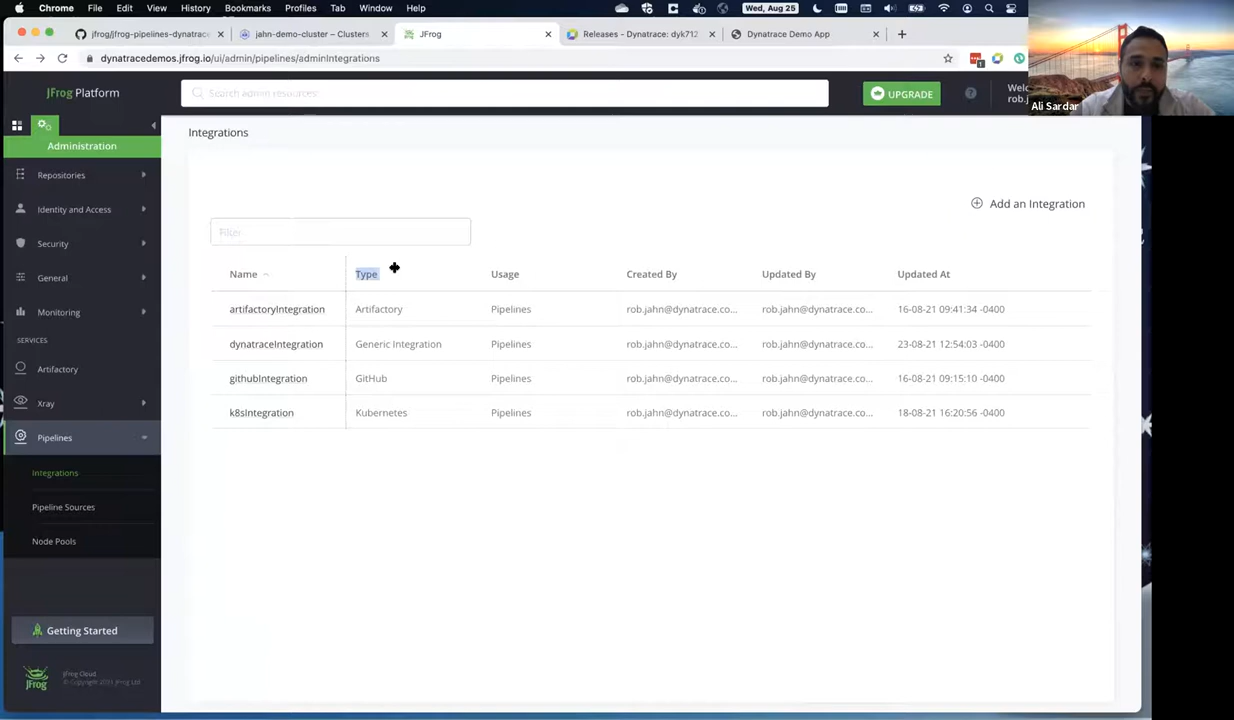 Chrome File Edit View History Bookmarks Profiles Tab Window Help Wed, Aug 25
jfrog/jfrog-pipelines-dynatrace × jahn-demo-cluster – Clusters × JFrog × Releases - Dynatrace: dyk712 × Dynatrace Demo App × +
dynatracedemos.jfrog.io/ui/admin/pipelines/adminIntegrations
Ali Sardar
JFrog Platform Search admin resources UPGRADE ? Welc
rob.j
Administration
Repositories
Identity and Access
Security
General
Monitoring
SERVICES
Artifactory
Xray
Pipelines
Integrations
Pipeline Sources
Node Pools
Getting Started
JFrog
JFrog Cloud
Integrations
Add an Integration
Filter
Name Type Usage Created By Updated By Updated At
artifactoryIntegration Artifactory Pipelines rob.jahn@dynatrace.co... rob.jahn@dynatrace.co... 16-08-21 09:41:34 -0400
dynatraceIntegration Generic Integration Pipelines rob.jahn@dynatrace.co... rob.jahn@dynatrace.co... 23-08-21 12:54:03 -0400
githubIntegration GitHub Pipelines rob.jahn@dynatrace.co... rob.jahn@dynatrace.co... 16-08-21 09:15:10 -0400
k8sIntegration Kubernetes Pipelines rob.jahn@dynatrace.co... rob.jahn@dynatrace.co... 18-08-21 16:20:56 -0400